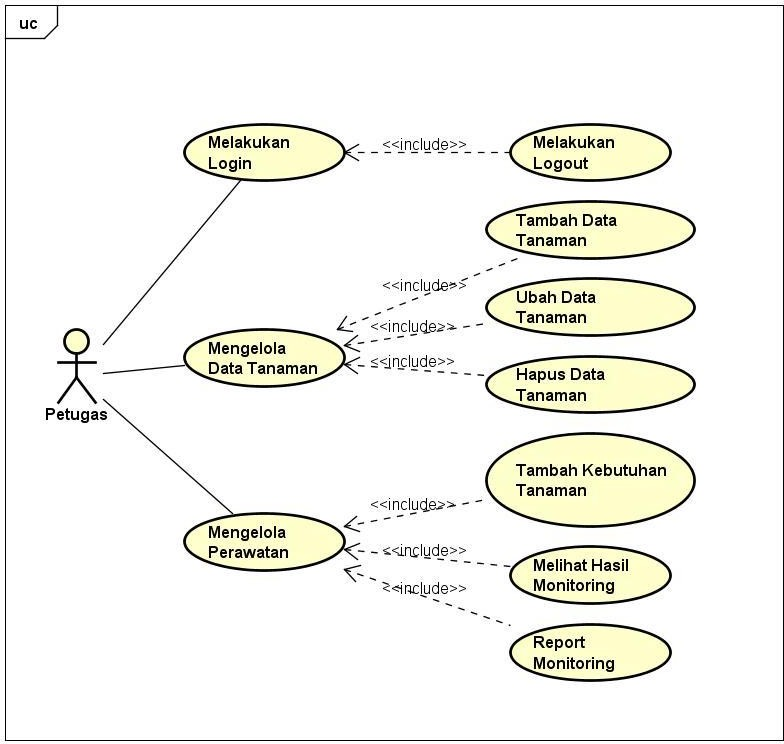 uc
Melakukan
Login
<<include>>
Melakukan
Logout
Tambah Data
Tanaman
<<include>>
Ubah Data
Tanaman
<<include>>
Mengelola
Data Tanaman
<<include>>
Hapus Data
Tanaman
Petugas
Tambah Kebutuhan
Tanaman
<<include>>
Mengelola
Perawatan
<<include>>
Melihat Hasil
Monitoring
<<include>>
Report
Monitoring